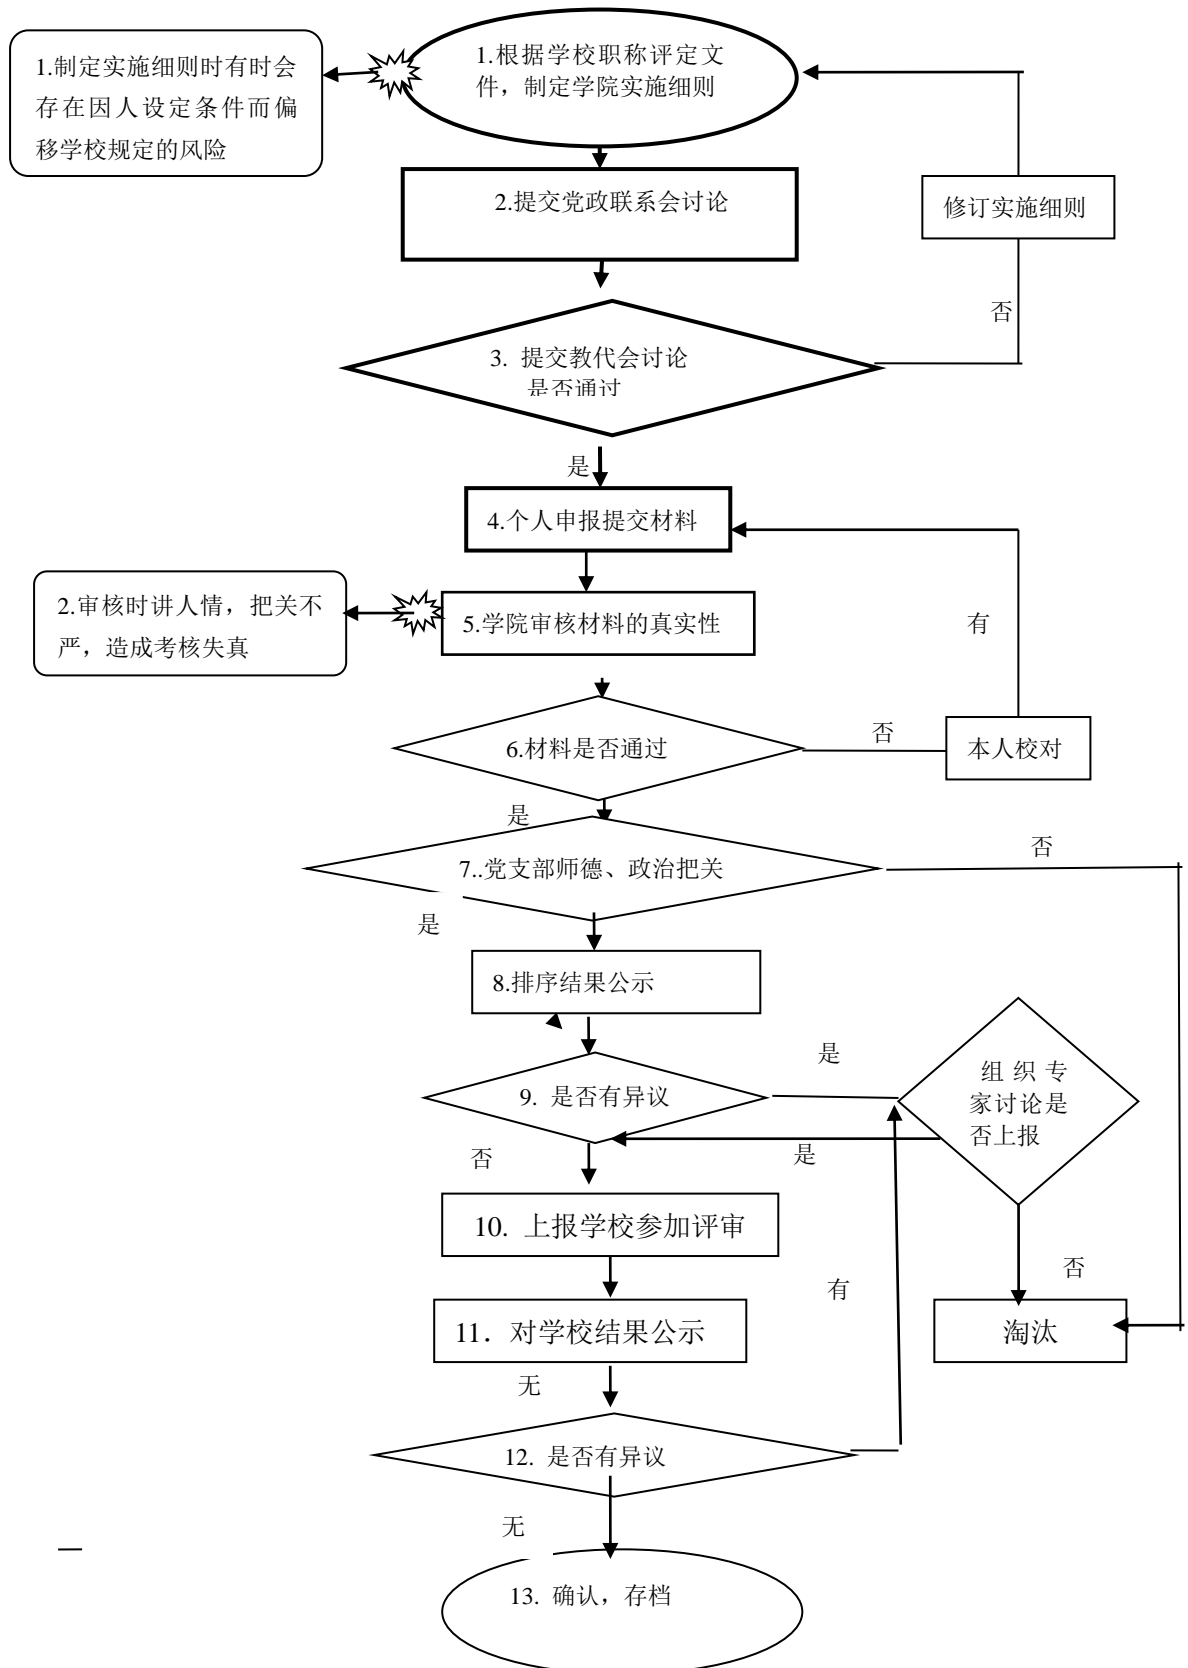 1.根据学校职称评定文
件，制定学院实施细则
1.制定实施细则时有时会
存在因人设定条件而偏
移学校规定的风险
2.提交党政联系会讨论
修订实施细则
否
3. 提交教代会讨论
是否通过
是
4.个人申报提交材料
2.审核时讲人情，把关不
严，造成考核失真
5.学院审核材料的真实性
有
6.材料是否通过
否
本人校对
是
7..党支部师德、政治把关
否
是
8.排序结果公示
9. 是否有异议
是
组织专
家讨论是
否上报
是
否
10. 上报学校参加评审
有
否
11. 对学校结果公示
淘汰
无
12. 是否有异议
无
13. 确认，存档